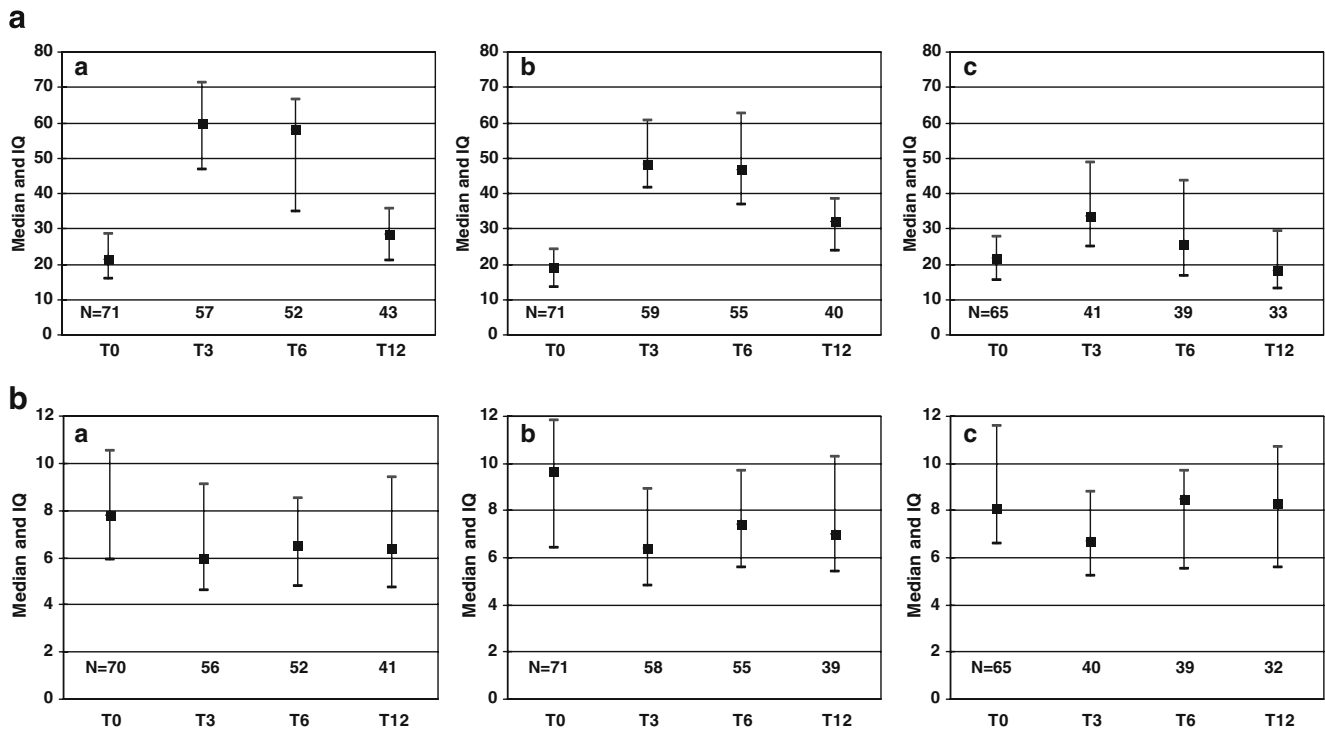 a
a
Median and IQ
80
70
60
50
40
30
20
10
0
N=71 57 52 43
T0 T3 T6 T12
b
80
70
60
50
40
30
20
10
0
Median and IQ
N=71 59 55 40
T0 T3 T6 T12
c
80
70
60
50
40
30
20
10
0
Median and IQ
N=65 41 39 33
T0 T3 T6 T12
b
a
12
10
8
6
4
2
0
Median and IQ
N=70 56 52 41
T0 T3 T6 T12
b
12
10
8
6
4
2
0
Median and IQ
N=71 58 55 39
T0 T3 T6 T12
c
12
10
8
6
4
2
0
Median and IQ
N=65 40 39 32
T0 T3 T6 T12